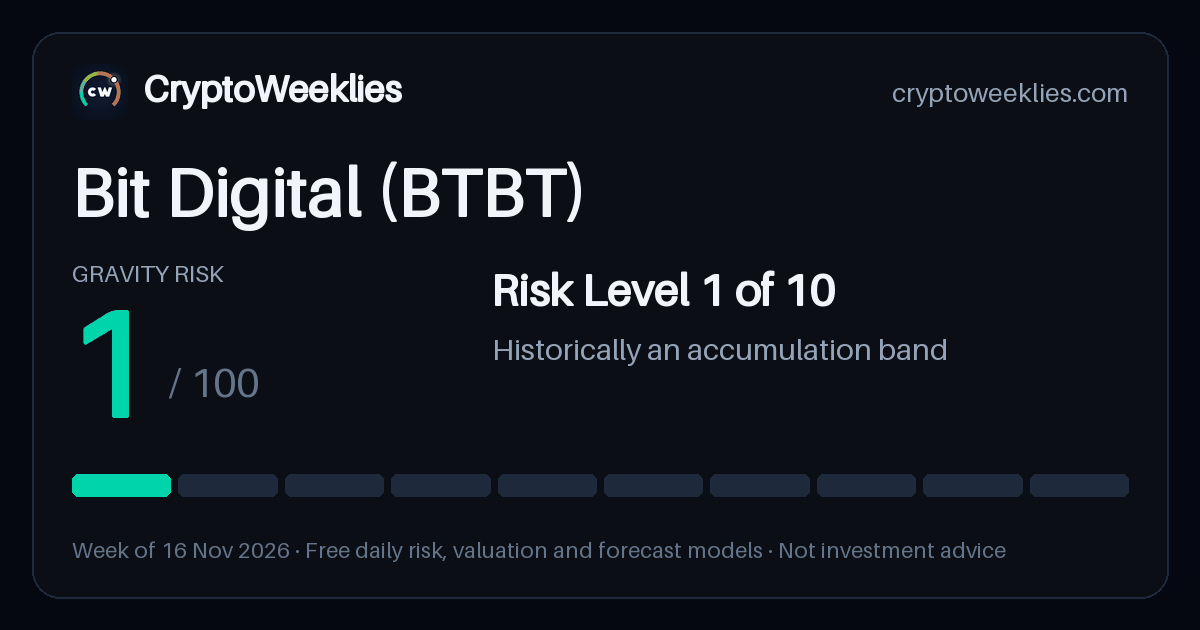 CW
CryptoWeeklies
cryptoweeklies.com
Bit Digital (BTBT)
GRAVITY RISK
1 / 100
Risk Level 1 of 10
Historically an accumulation band
Week of 16 Nov 2026 · Free daily risk, valuation and forecast models · Not investment advice